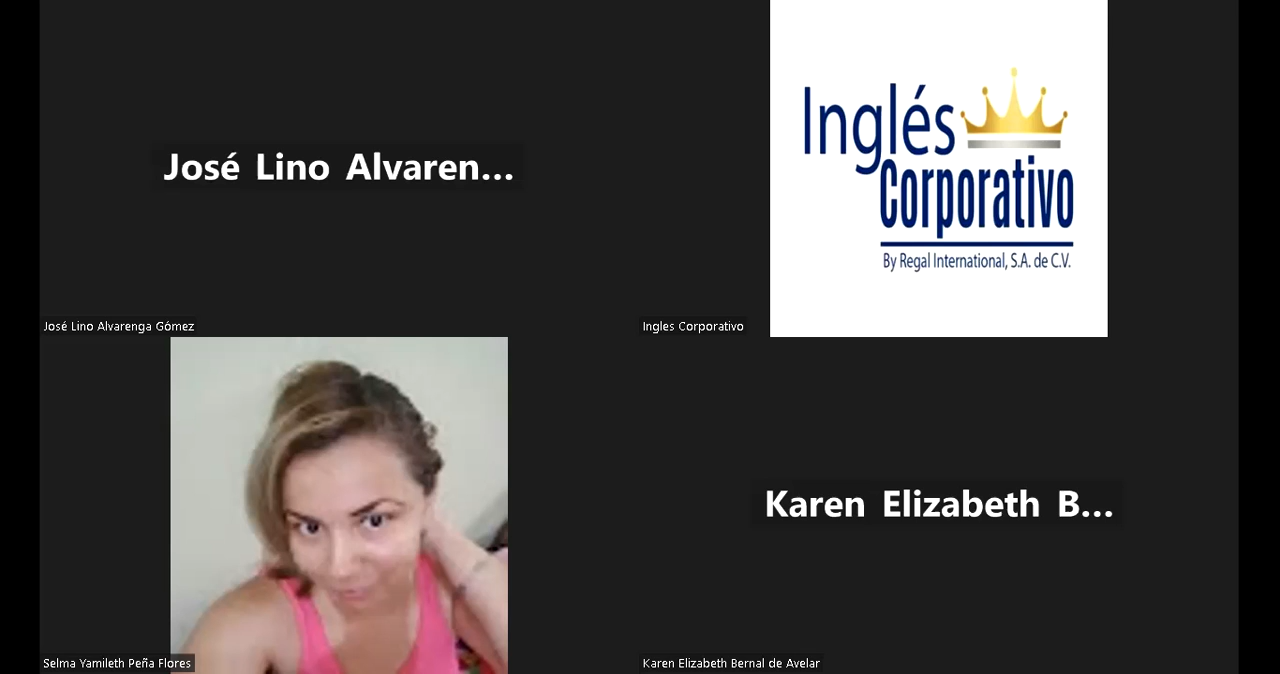 José Lino Alvaren...
Inglés
Corporativo
By Regal International, S.A. de C.V.
José Lino Alvarenga Gómez
Ingles Corporativo
Karen Elizabeth B...
Selma Yamileth Peña Flores
Karen Elizabeth Bernal de Avelar